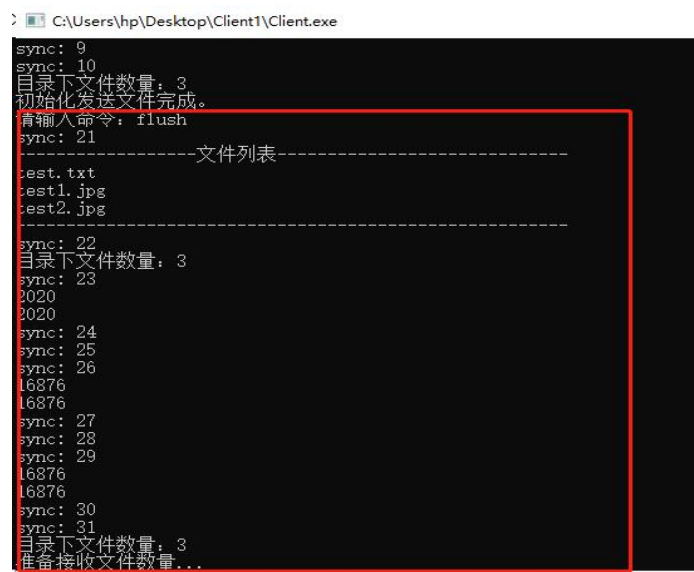 C:\Users\hp\Desktop\Client1\Client.exe
sync: 9
sync: 10
目录下文件数量: 3
初始化发送文件完成。
请输入命令: flush
sync: 21
------------------文件列表-----------------------------
test.txt
test1.jpg
test2.jpg
---------------------------------------------------------
sync: 22
目录下文件数量: 3
sync: 23
2020
2020
sync: 24
sync: 25
sync: 26
16876
16876
sync: 27
sync: 28
sync: 29
16876
16876
sync: 30
sync: 31
目录下文件数量: 3
准备接收文件数量...